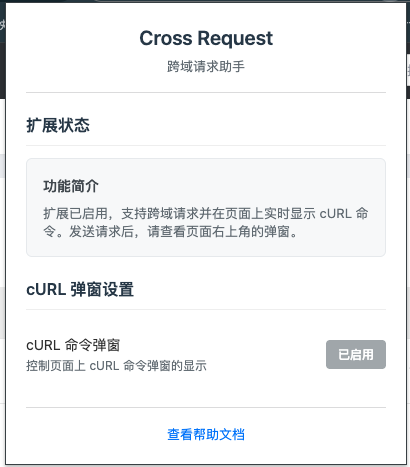 Cross Request
跨域请求助手
扩展状态
功能简介
扩展已启用，支持跨域请求并在页面上实时显示 cURL 命
令。发送请求后，请查看页面右上角的弹窗。
cURL 弹窗设置
cURL 命令弹窗
控制页面上 cURL 命令弹窗的显示
已启用
查看帮助文档